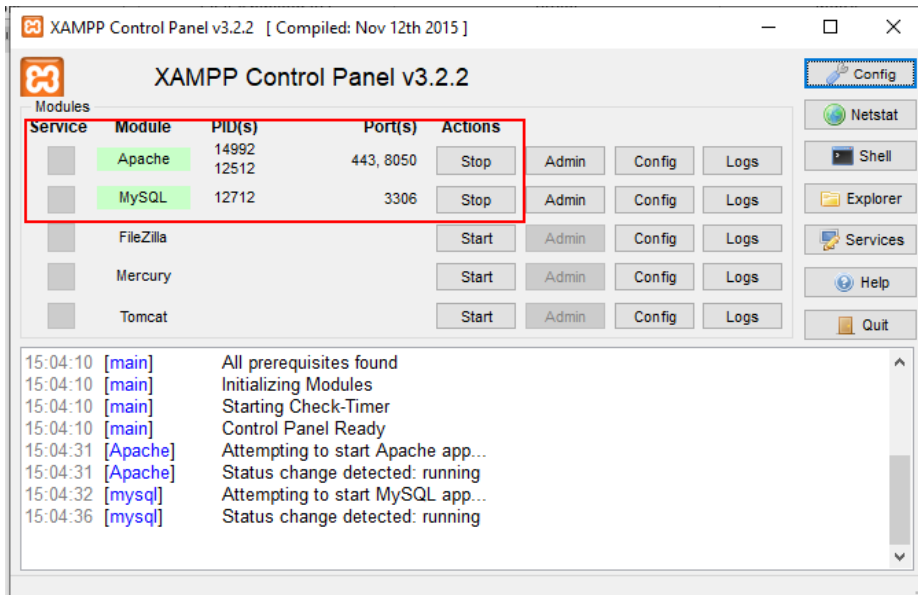 XAMPP Control Panel v3.2.2 [ Compiled: Nov 12th 2015 ]
XAMPP Control Panel v3.2.2
Config
Modules
Netstat
Service Module PID(s) Port(s) Actions
Apache 14992 12512 443, 8050 Stop Admin Config Logs
Shell
MySQL 12712 3306 Stop Admin Config Logs
Explorer
FileZilla Start Admin Config Logs
Services
Mercury Start Admin Config Logs
Help
Tomcat Start Admin Config Logs
Quit
15:04:10 [main] All prerequisites found
15:04:10 [main] Initializing Modules
15:04:10 [main] Starting Check-Timer
15:04:10 [main] Control Panel Ready
15:04:31 [Apache] Attempting to start Apache app...
15:04:31 [Apache] Status change detected: running
15:04:32 [mysql] Attempting to start MySQL app...
15:04:36 [mysql] Status change detected: running